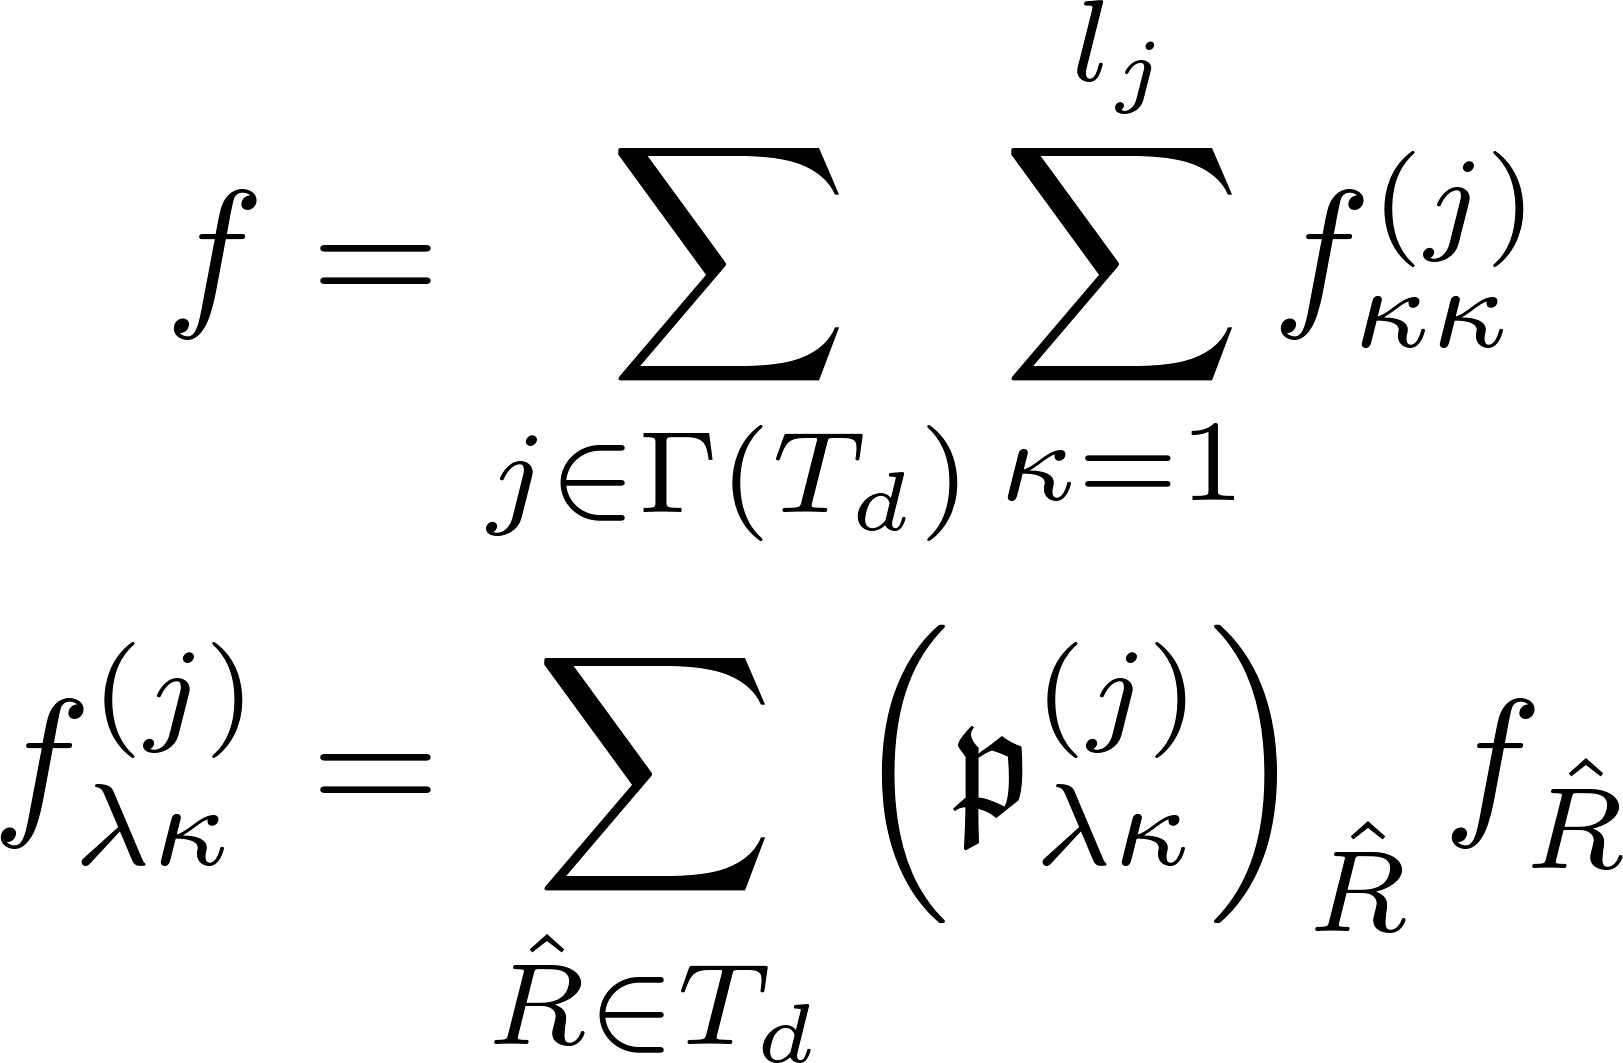 f = \sum_{j \in \Gamma(T_d)} \sum_{\kappa=1}^{l_j} f_{\kappa\kappa}^{(j)}
f_{\lambda\kappa}^{(j)} = \sum_{\hat{R} \in T_d} \left( \mathfrak{p}_{\lambda\kappa}^{(j)} \right)_{\hat{R}} f_{\hat{R}}